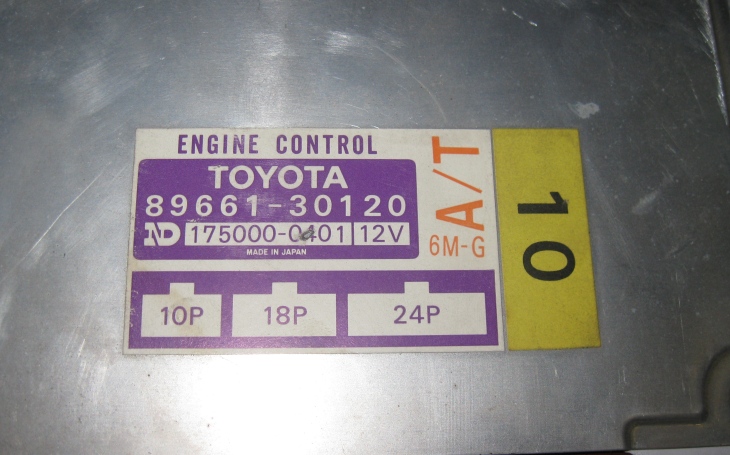 ENGINE CONTROL
TOYOTA
89661-30120
ND 175000-0401 12V
MADE IN JAPAN
A/T
6M-G
10P 18P 24P
10